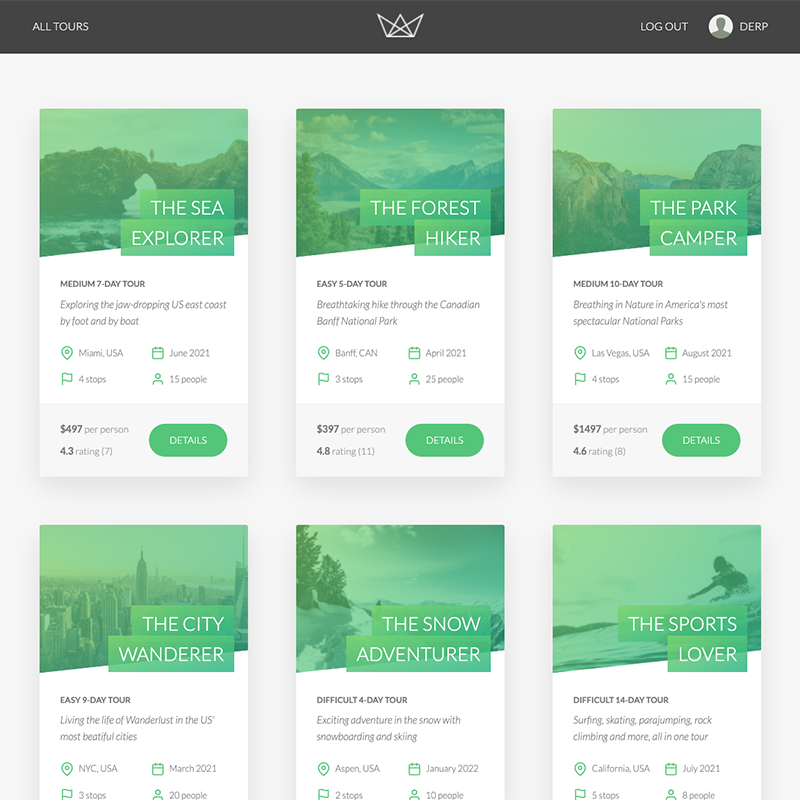 ALL TOURS
LOG OUT
DERP
THE SEA
EXPLORER
MEDIUM 7-DAY TOUR
Exploring the jaw-dropping US east coast
by foot and by boat
Miami, USA
June 2021
4 stops
15 people
$497 per person
4.3 rating (7)
DETAILS
THE FOREST
HIKER
EASY 5-DAY TOUR
Breathtaking hike through the Canadian
Banff National Park
Banff, CAN
April 2021
3 stops
25 people
$397 per person
4.8 rating (11)
DETAILS
THE PARK
CAMPER
MEDIUM 10-DAY TOUR
Breathing in Nature in America's most
spectacular National Parks
Las Vegas, USA
August 2021
4 stops
15 people
$1497 per person
4.6 rating (8)
DETAILS
THE CITY
WANDERER
EASY 9-DAY TOUR
Living the life of Wanderlust in the US'
most beatiful cities
NYC, USA
March 2021
3 stops
20 people
THE SNOW
ADVENTURER
DIFFICULT 4-DAY TOUR
Exciting adventure in the snow with
snowboarding and skiing
Aspen, USA
January 2022
2 stops
10 people
THE SPORTS
LOVER
DIFFICULT 14-DAY TOUR
Surfing, skating, parajumping, rock
climbing and more, all in one tour
California, USA
July 2021
5 stops
8 people